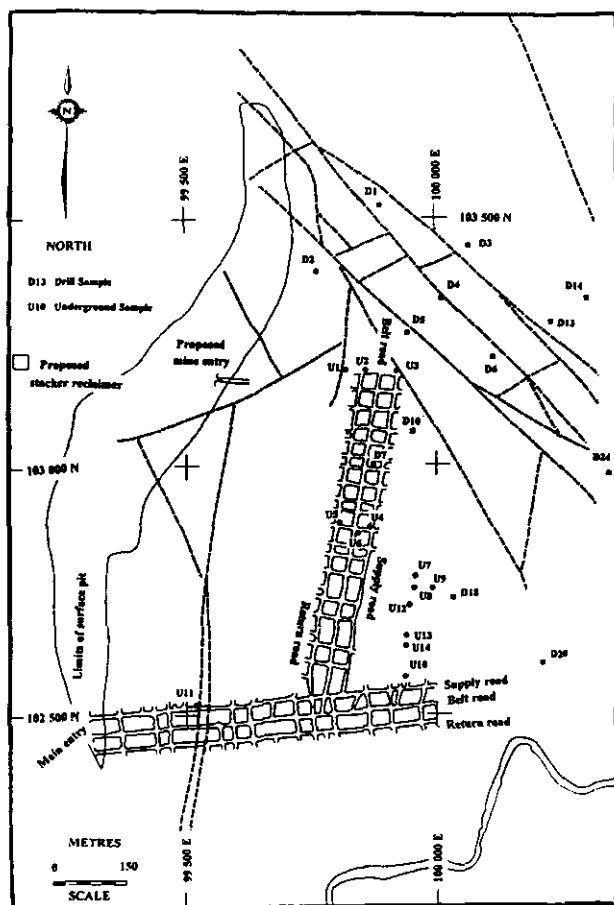 99 500 E
100 000 E
103 500 N
NORTH
D13 Drill Sample
U10 Underground Sample
D1
D3
D2
D4
D14
D13
D5
D6
Proposed mine entry
Proposed
stacker reclaimer
Belt road
U1
U2
U3
D10
D24
103 000 N
D7
U5
U4
U6
Supply road
Return road
U7
U9
U8
D18
U12
U13
U14
U10
D20
Limits of surface pit
U11
Supply road
Belt road
Return road
102 500 N
Main entry
METRES
0 150
SCALE
99 500 E
100 000 E